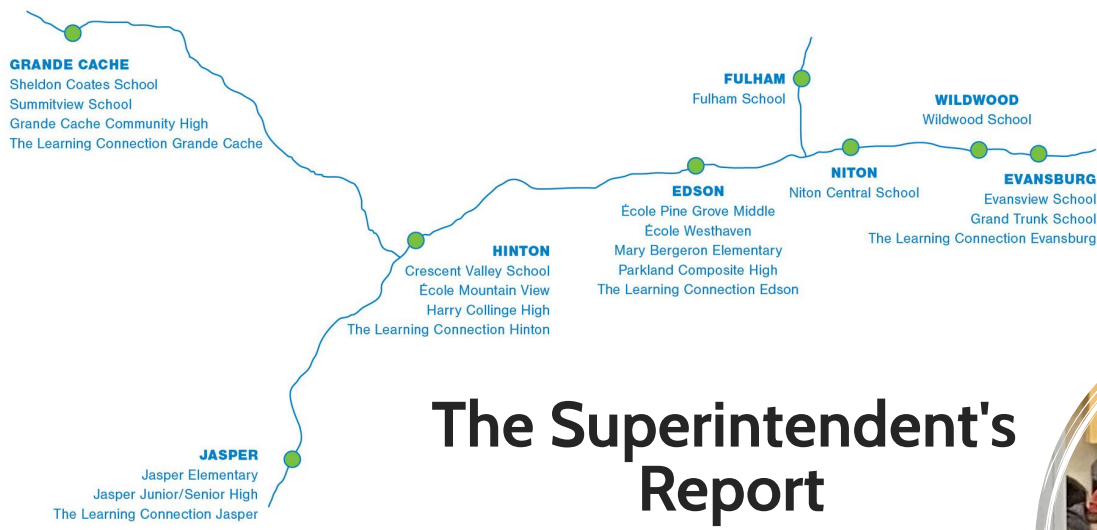 GRANDE CACHE
Sheldon Coates School
Summitview School
Grande Cache Community High
The Learning Connection Grande Cache
FULHAM
Fulham School
WILDWOOD
Wildwood School
NITON
Niton Central School
EVANSBURG
Evansview School
Grand Trunk School
The Learning Connection Evansburg
EDSON
École Pine Grove Middle
École Westhaven
Mary Bergeron Elementary
Parkland Composite High
The Learning Connection Edson
HINTON
Crescent Valley School
École Mountain View
Harry Collinge High
The Learning Connection Hinton
JASPER
Jasper Elementary
Jasper Junior/Senior High
The Learning Connection Jasper
The Superintendent's
Report